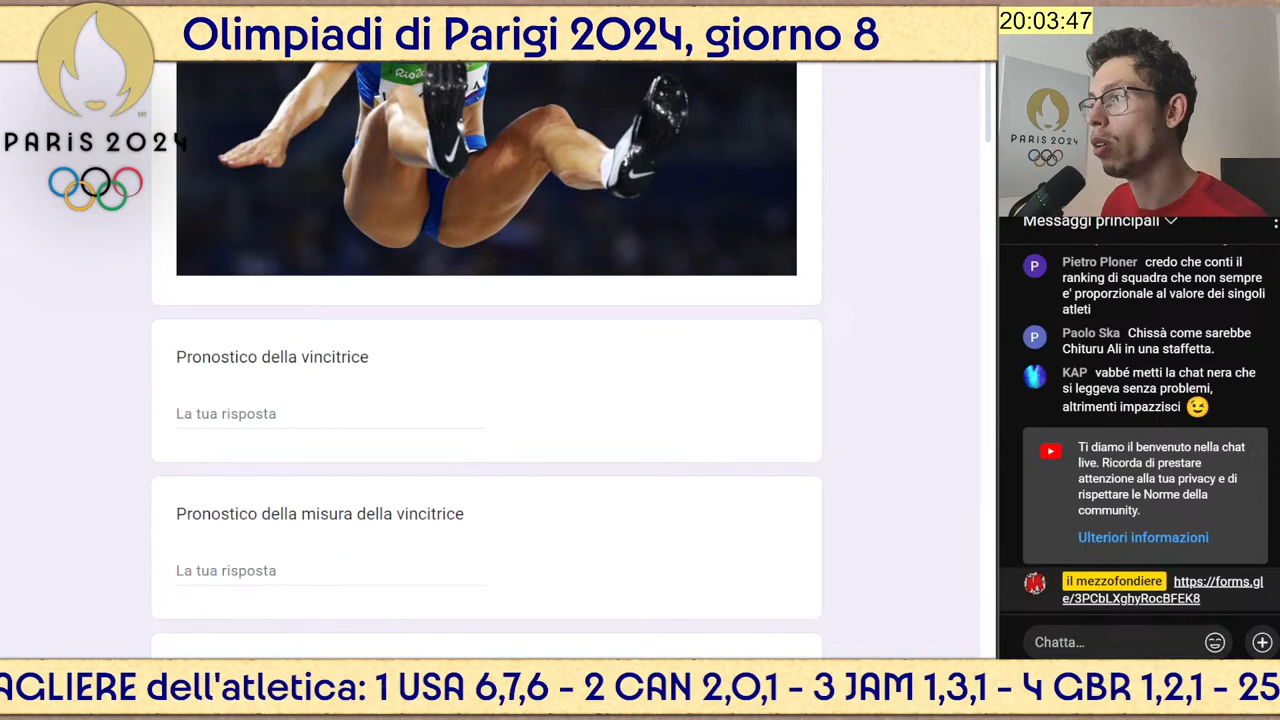 Olimpiadi di Parigi 2024, giorno 8
20:03:47
PARIS 2024
PARIS 2024
Rio2
Pronostico della vincitrice
La tua risposta
Pronostico della misura della vincitrice
La tua risposta
Messaggi principali
P
Pietro Ploner credo che conti il
ranking di squadra che non sempre
e' proporzionale al valore dei singoli
atleti
P
Paolo Ska Chissà come sarebbe
Chituru Ali in una staffetta.
KAP vabbé metti la chat nera che
si leggeva senza problemi,
altrimenti impazzisci 😉
Ti diamo il benvenuto nella chat
live. Ricorda di prestare
attenzione alla tua privacy e di
rispettare le Norme della
community.
Ulteriori informazioni
il mezzofondiere https://forms.gl
e/3PCbLXghyRocBFEK8
Chatta…
AGLIERE dell'atletica: 1 USA 6,7,6 - 2 CAN 2,0,1 - 3 JAM 1,3,1 - 4 GBR 1,2,1 - 25